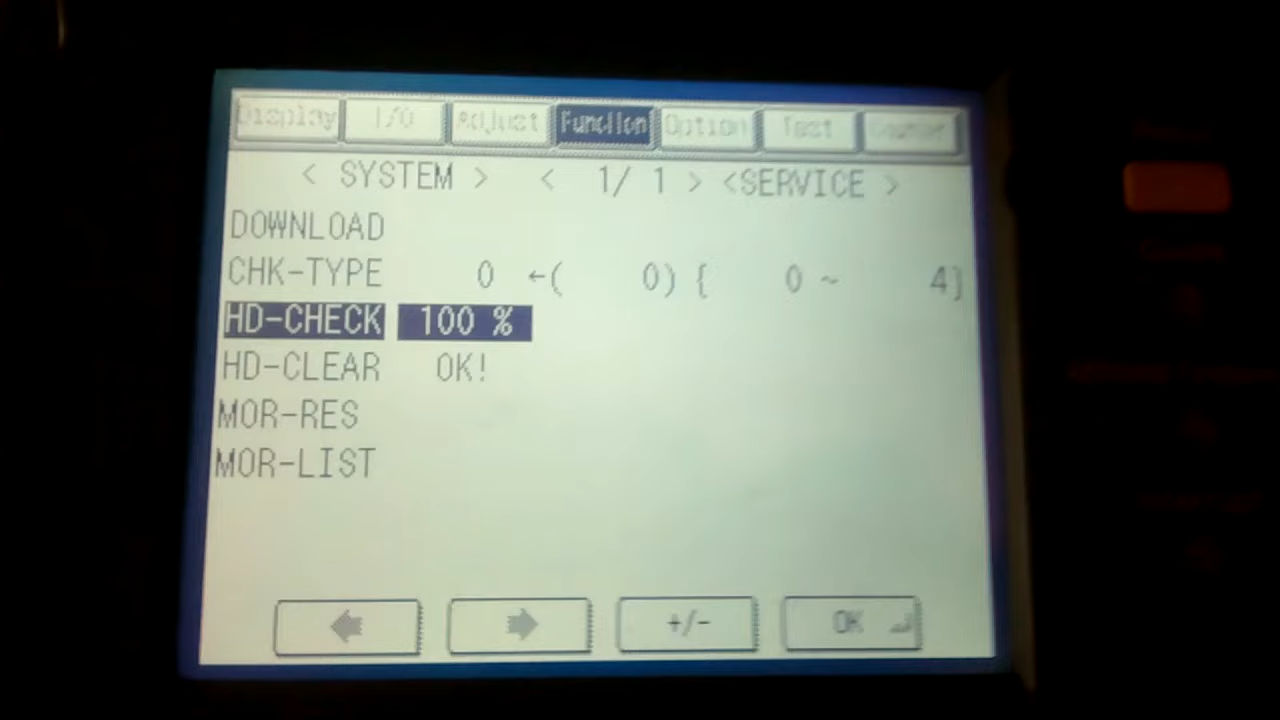 Display I/O Adjust Function Option Test Counter
< SYSTEM > < 1/ 1 > <SERVICE >
DOWNLOAD
CHK-TYPE 0 ←( 0) { 0 ~ 4}
HD-CHECK 100 %
HD-CLEAR OK!
MOR-RES
MOR-LIST
+/- OK